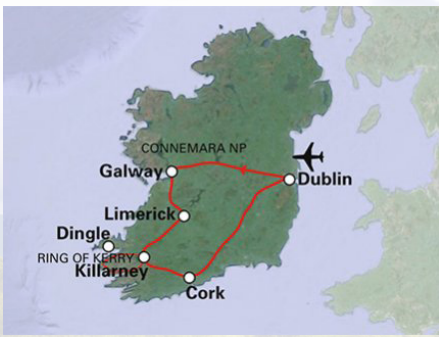 CONNEMARA NP
Galway
Dublin
Limerick
Dingle
RING OF KERRY
Killarney
Cork